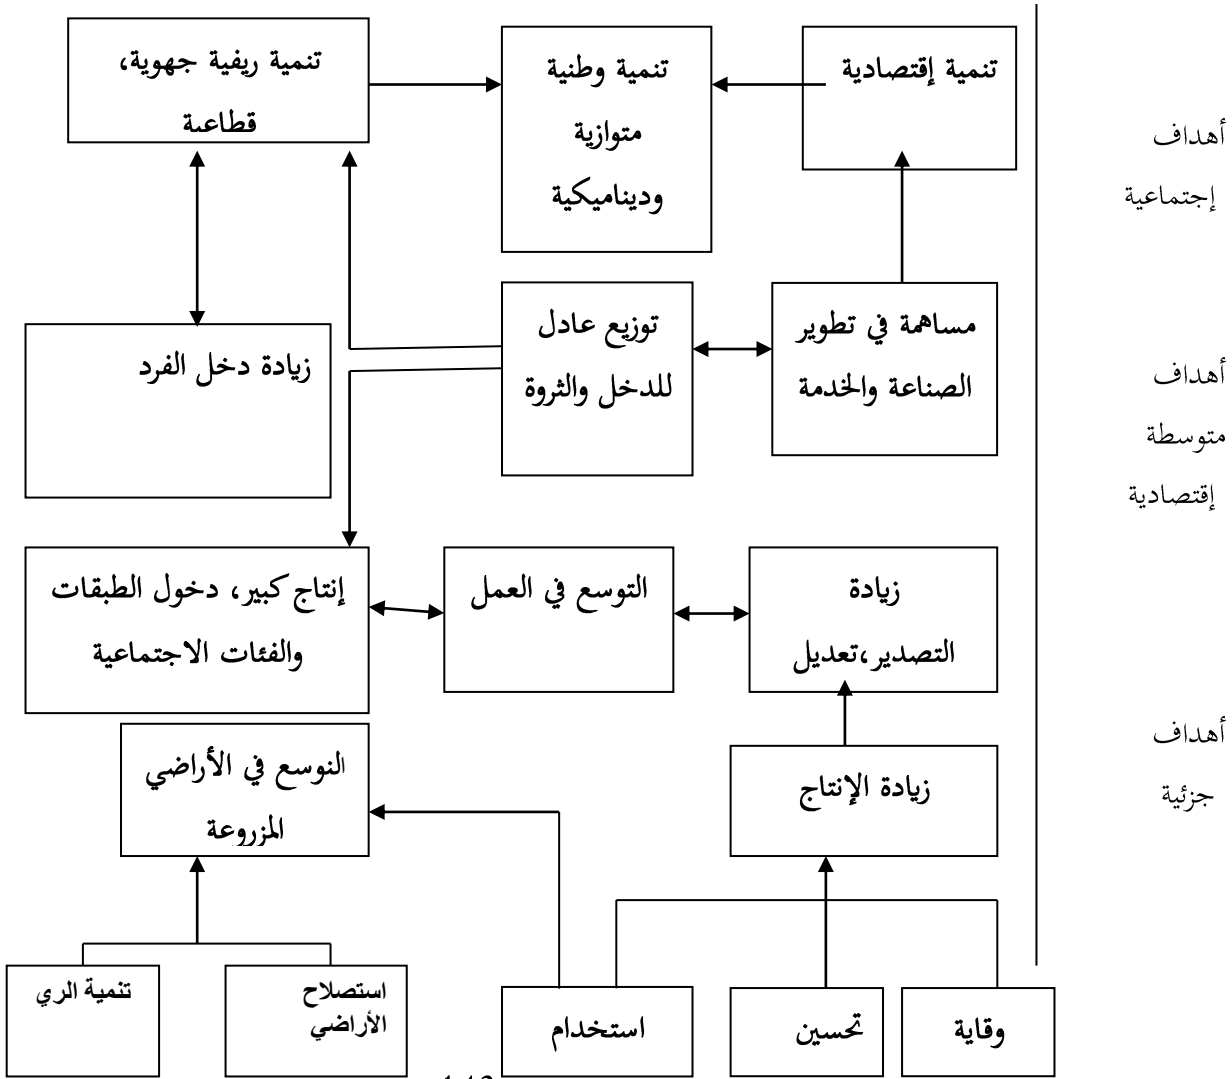 أهداف
إجتماعية
تنمية إقتصادية
تنمية وطنية
متوازية
وديناميكية
تنمية ريفية جهوية،
قطاعية
أهداف
متوسطة
إقتصادية
مساهمة في تطوير
الصناعة والخدمة
توزيع عادل
للدخل والثروة
زيادة دخل الفرد
زيادة
التصدير،تعديل
التوسع في العمل
إنتاج كبير، دخول الطبقات
والفئات الاجتماعية
أهداف
جزئية
زيادة الإنتاج
التوسع في الأراضي
المزروعة
وقاية
تحسين
استخدام
استصلاح
الأراضي
تنمية الري